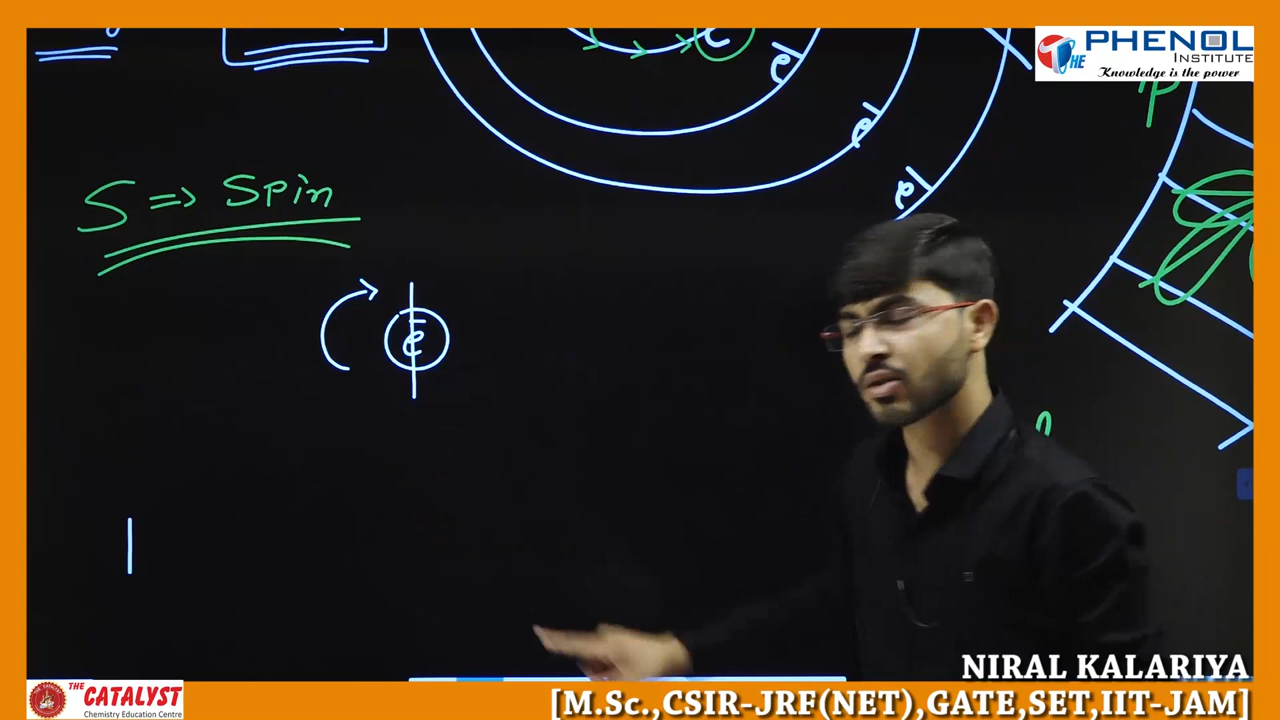 THE PHENOL
INSTITUTE
Knowledge is the power
e
e
e
e
p
S => Spin
e
l
NIRAL KALARIYA
THE CATALYST
Chemistry Education Centre
[M.Sc.,CSIR-JRF(NET),GATE,SET,IIT-JAM]